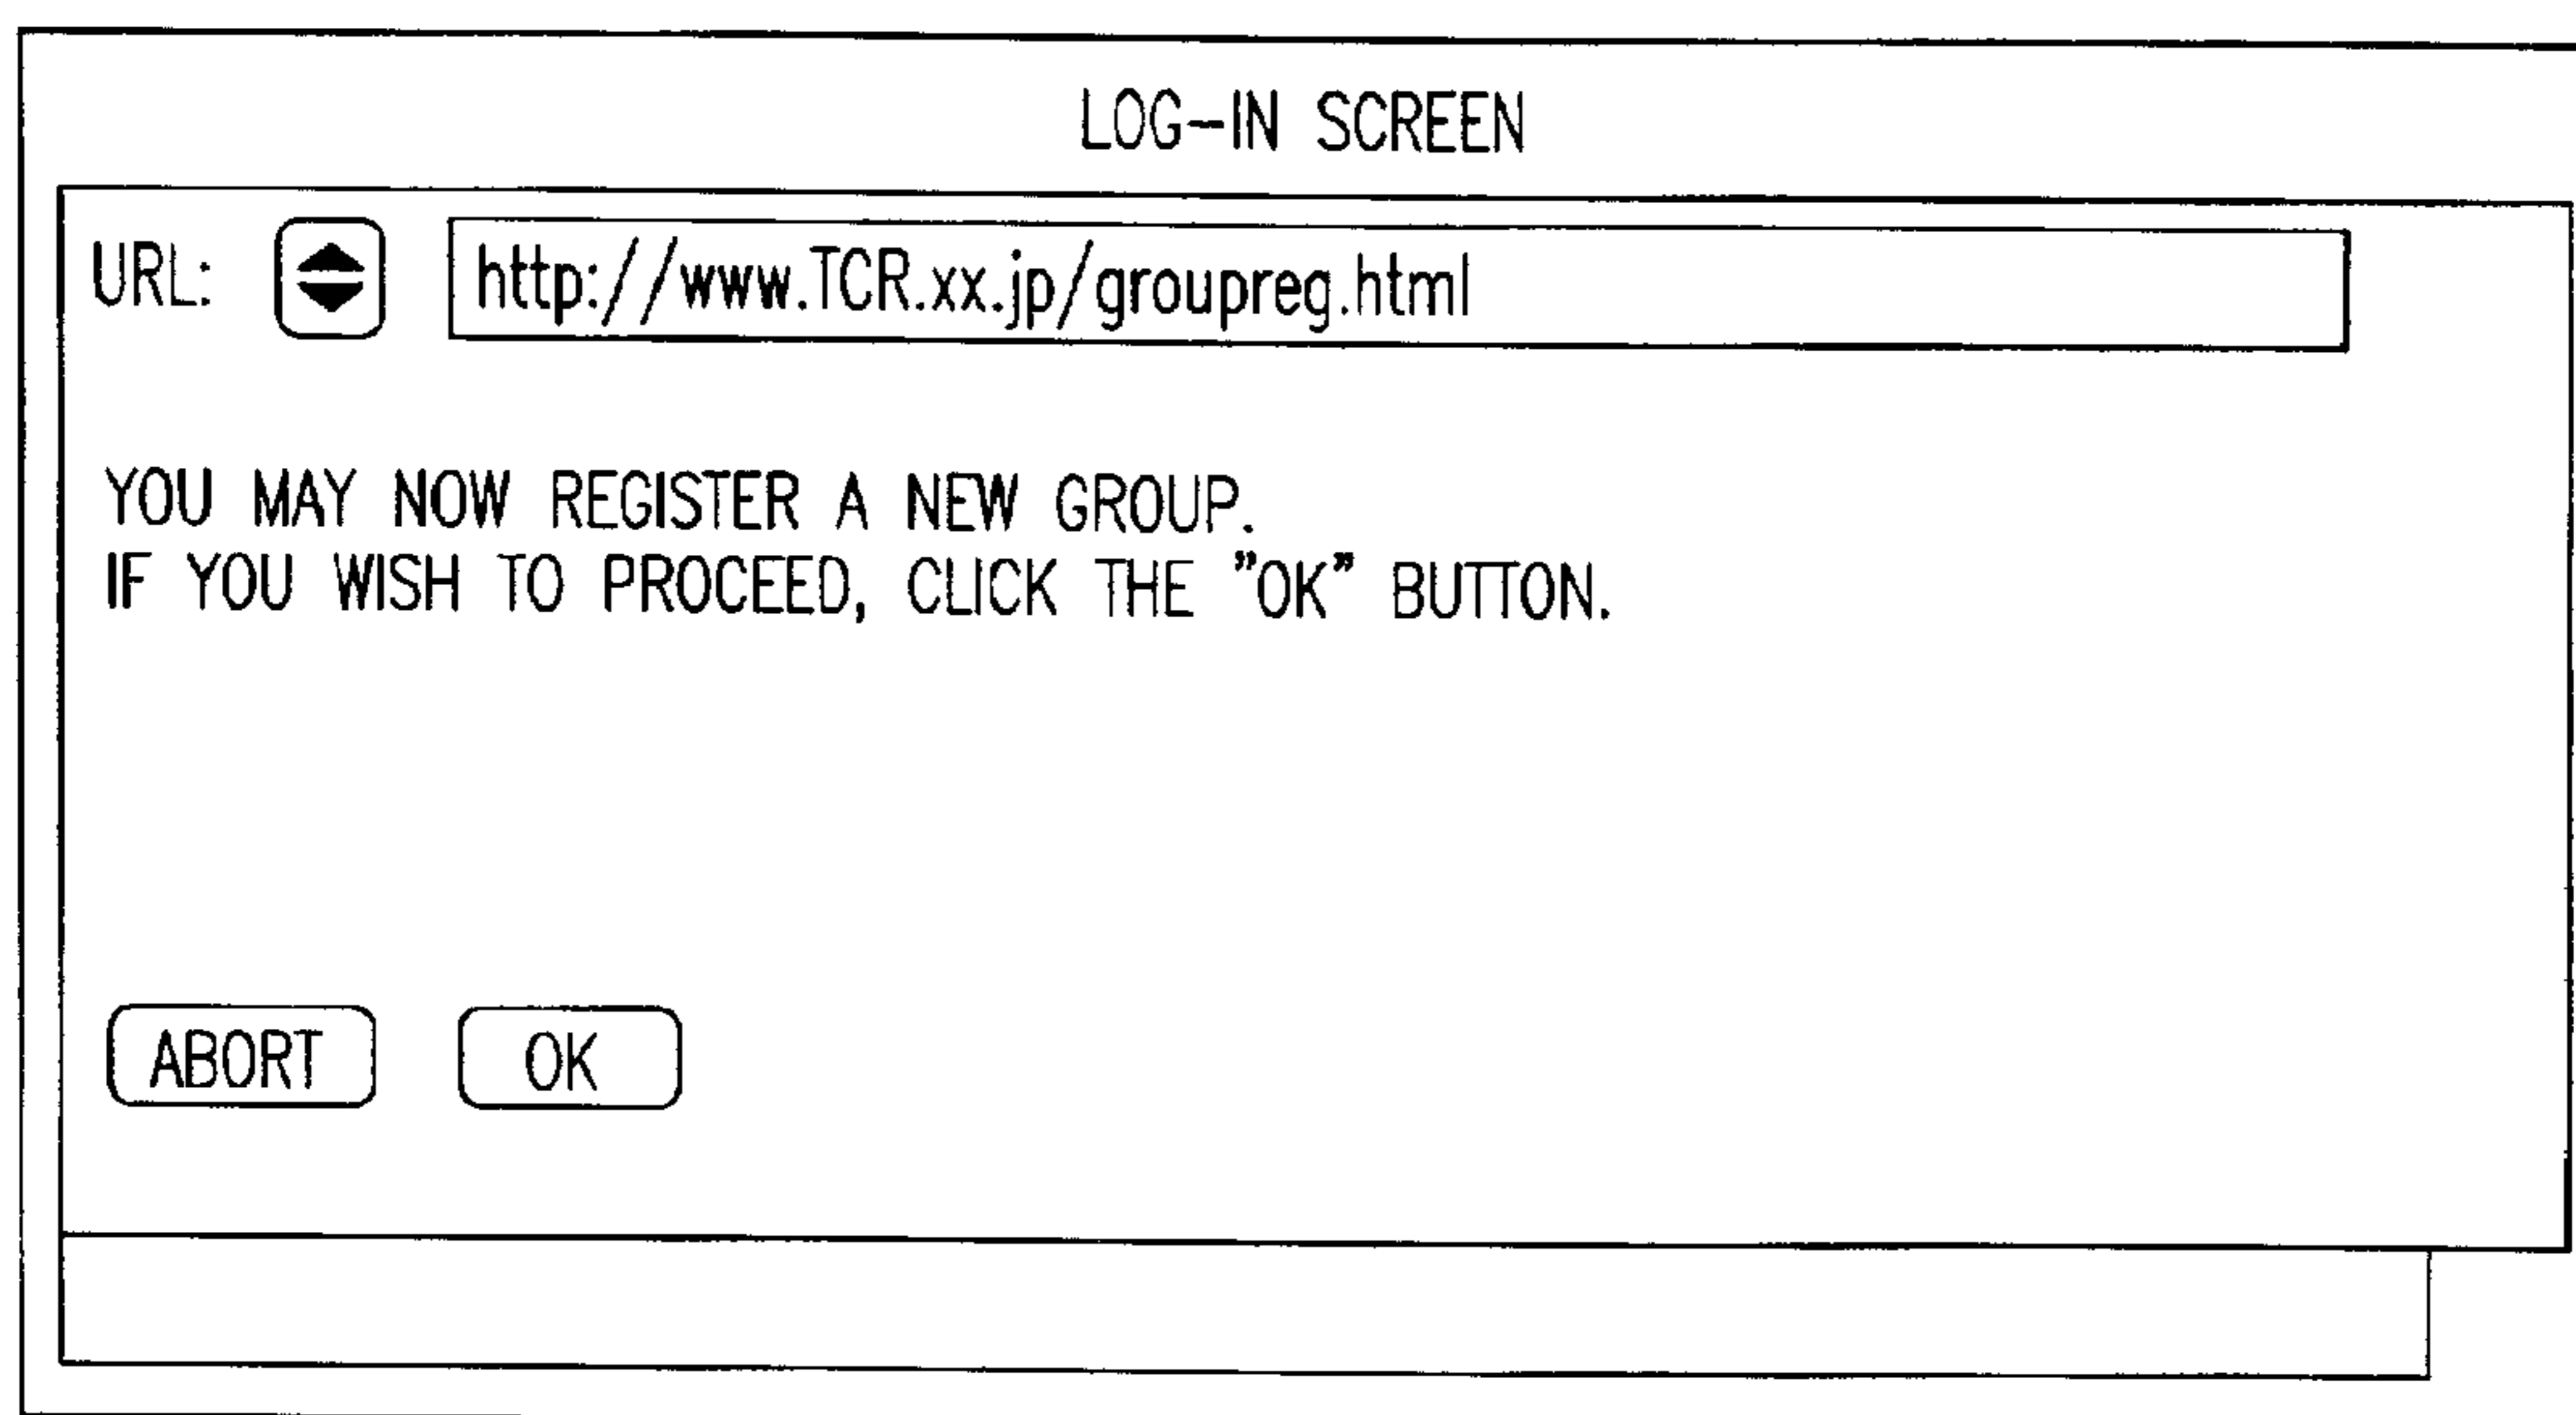 LOG-IN SCREEN
URL: http://www.TCR.xx.jp/groupreg.html
YOU MAY NOW REGISTER A NEW GROUP.
IF YOU WISH TO PROCEED, CLICK THE "OK" BUTTON.
ABORT OK